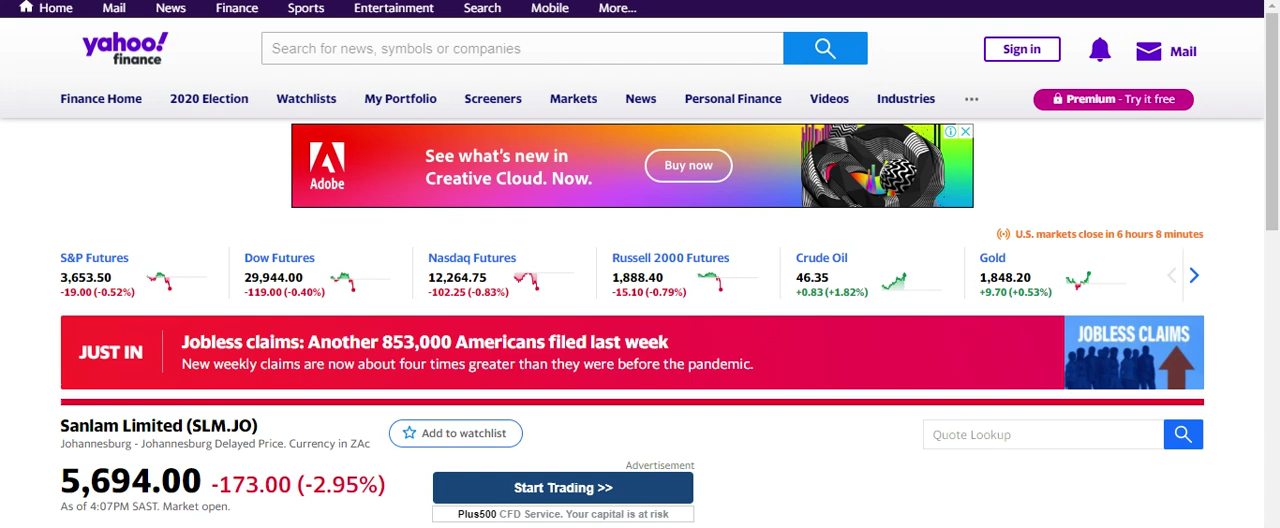 Home Mail News Finance Sports Entertainment Search Mobile More...
yahoo! finance
Search for news, symbols or companies
Sign in
Mail
Finance Home 2020 Election Watchlists My Portfolio Screeners Markets News Personal Finance Videos Industries ...
Premium - Try it free
Adobe
See what's new in
Creative Cloud. Now.
Buy now
U.S. markets close in 6 hours 8 minutes
S&P Futures
3,653.50
-19.00 (-0.52%)
Dow Futures
29,944.00
-119.00 (-0.40%)
Nasdaq Futures
12,264.75
-102.25 (-0.83%)
Russell 2000 Futures
1,888.40
-15.10 (-0.79%)
Crude Oil
46.35
+0.83 (+1.82%)
Gold
1,848.20
+9.70 (+0.53%)
JUST IN
Jobless claims: Another 853,000 Americans filed last week
New weekly claims are now about four times greater than they were before the pandemic.
JOBLESS CLAIMS
Sanlam Limited (SLM.JO)
Johannesburg - Johannesburg Delayed Price. Currency in ZAc
Add to watchlist
Quote Lookup
5,694.00 -173.00 (-2.95%)
As of 4:07PM SAST. Market open.
Advertisement
Start Trading >>
Plus500 CFD Service. Your capital is at risk